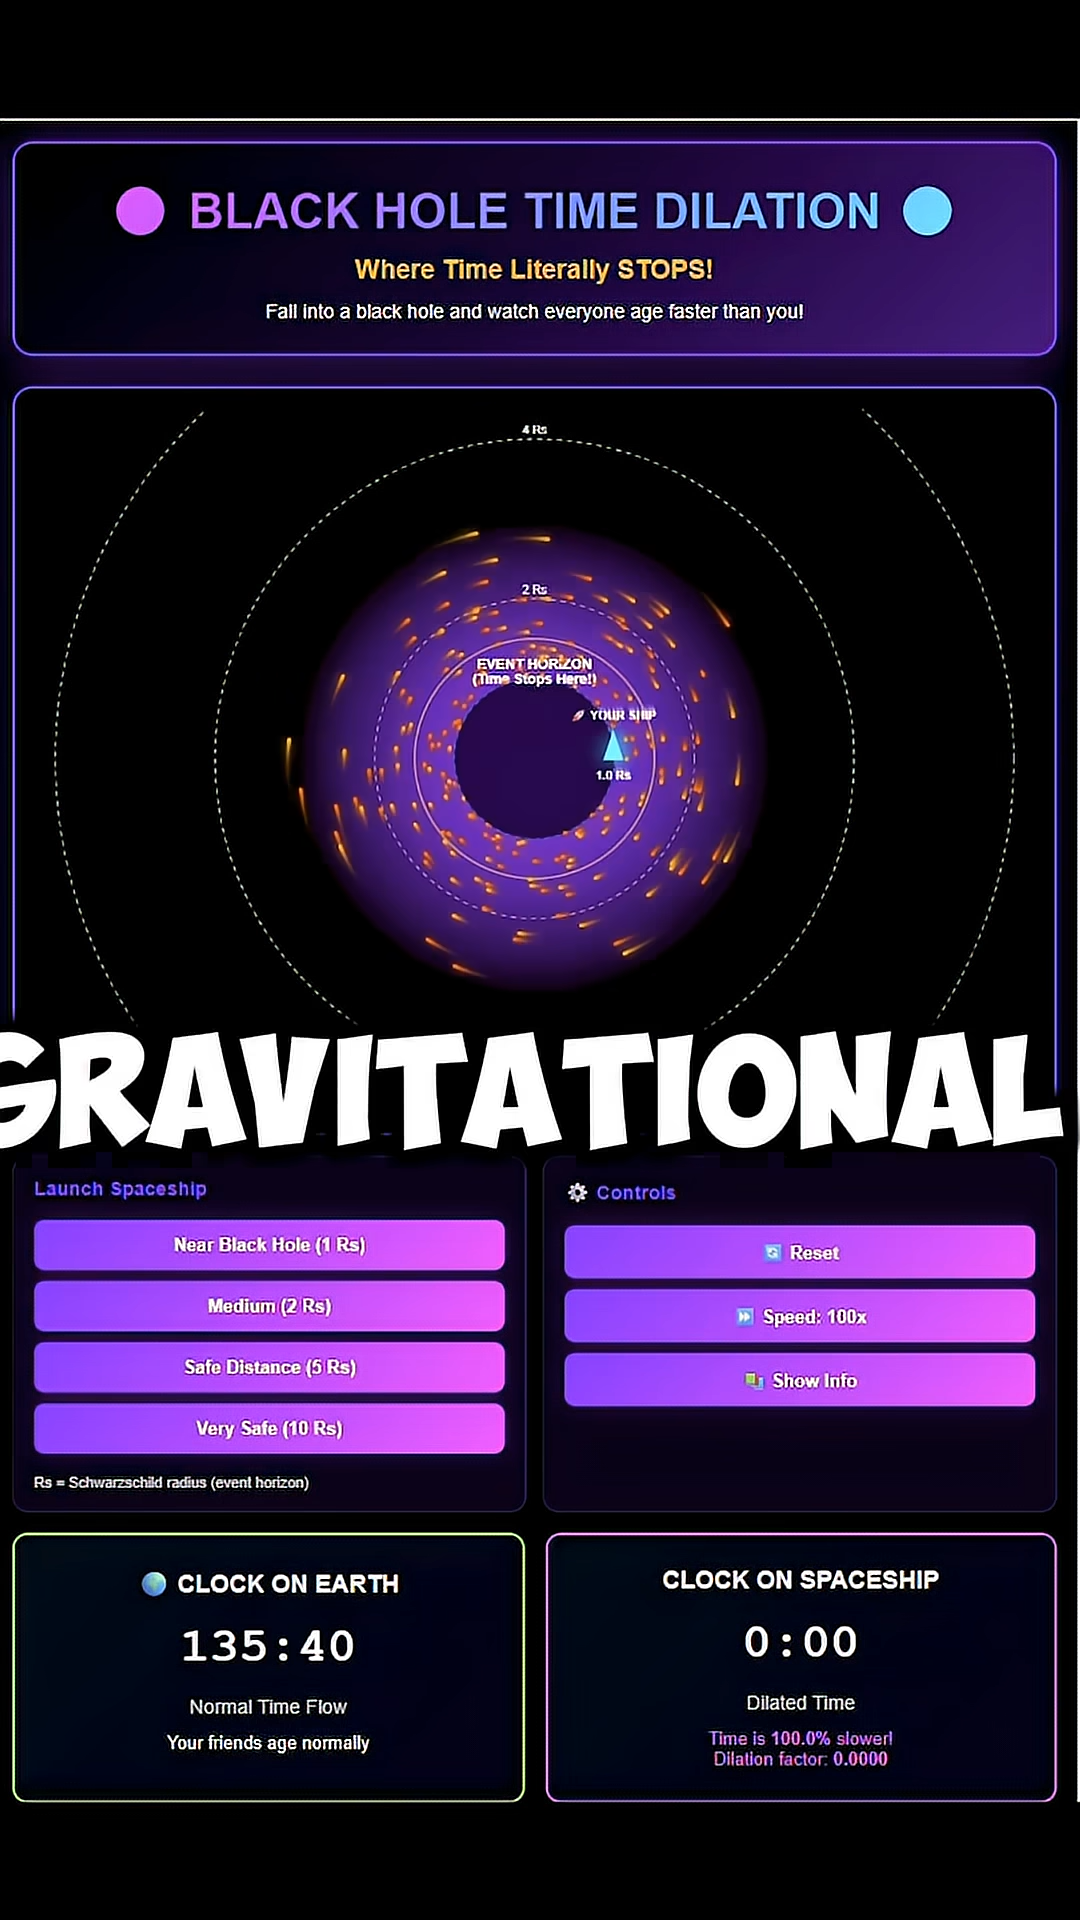 BLACK HOLE TIME DILATION
Where Time Literally STOPS!
Fall into a black hole and watch everyone age faster than you!
4 Rs
2 Rs
EVENT HORIZON
(Time Stops Here!)
YOUR SHIP
1.0 Rs
GRAVITATIONAL
Launch Spaceship
Near Black Hole (1 Rs)
Medium (2 Rs)
Safe Distance (5 Rs)
Very Safe (10 Rs)
Rs = Schwarzschild radius (event horizon)
Controls
Reset
Speed: 100x
Show Info
CLOCK ON EARTH
135:40
Normal Time Flow
Your friends age normally
CLOCK ON SPACESHIP
0:00
Dilated Time
Time is 100.0% slower!
Dilation factor: 0.0000